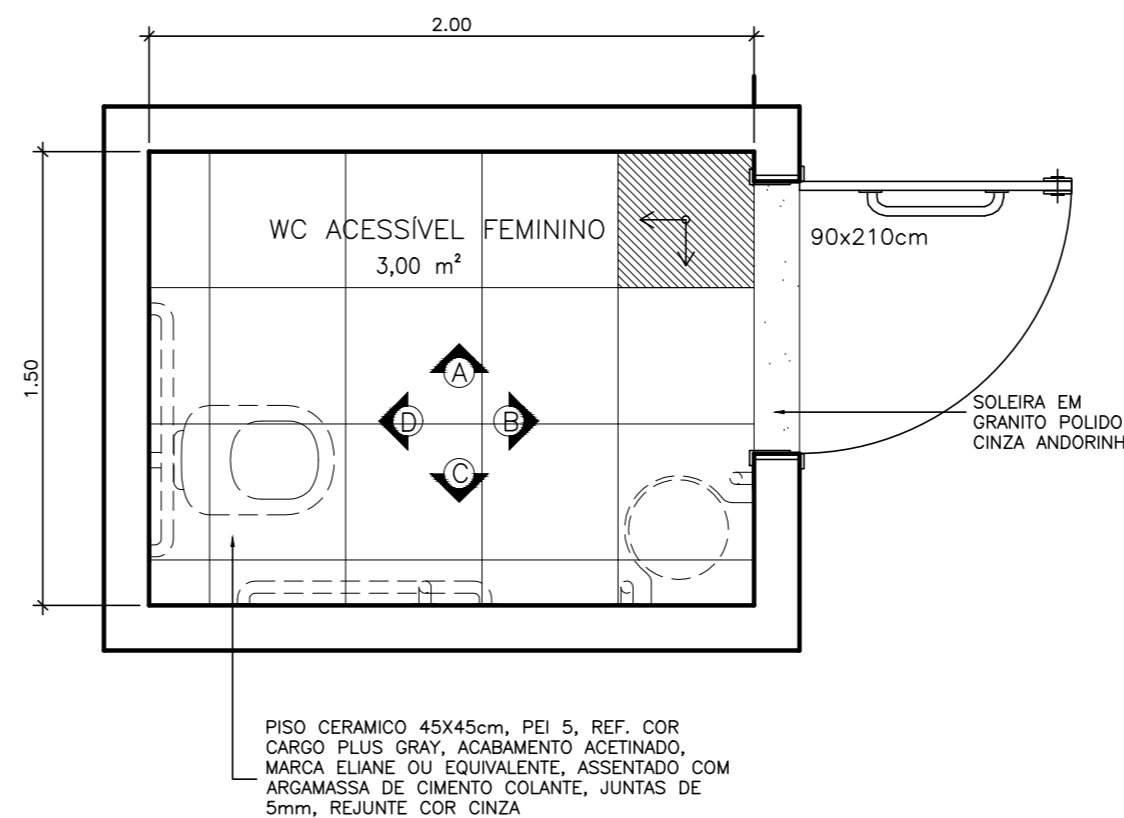 2.00
WC ACESSÍVEL FEMININO
3,00 m²
90x210cm
1.50
A
D
B
C
SOLEIRA EM
GRANITO POLIDO
CINZA ANDORINH
PISO CERAMICO 45X45cm, PEI 5, REF. COR
CARGO PLUS GRAY, ACABAMENTO ACETINADO,
MARCA ELIANE OU EQUIVALENTE, ASSENTADO COM
ARGAMASSA DE CIMENTO COLANTE, JUNTAS DE
5mm, REJUNTE COR CINZA